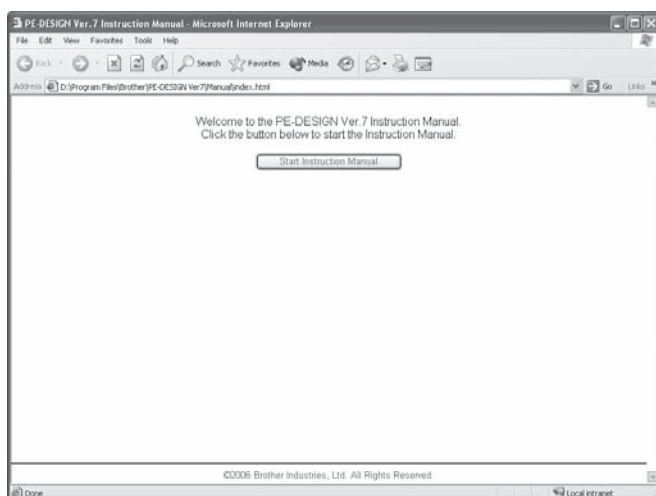 PE-DESIGN Ver.7 Instruction Manual - Microsoft Internet Explorer
File Edit View Favorites Tools Help
Back Search Favorites Media
Address D:\Program Files\Brother\PE-DESIGN Ver7\Manual\index.html Go Links »
Welcome to the PE-DESIGN Ver.7 Instruction Manual.
Click the button below to start the Instruction Manual.
Start Instruction Manual
©2006 Brother Industries, Ltd. All Rights Reserved.
Done Local intranet